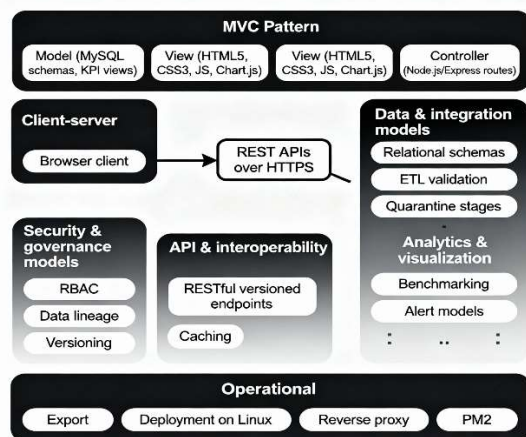 MVC Pattern
Model (MySQL
schemas, KPI views)
View (HTML5,
CSS3, JS, Chart.js)
View (HTML5,
CSS3, JS, Chart.js)
Controller
(Node.js/Express routes)
Client-server
Browser client
REST APIs
over HTTPS
Data & integration
models
Relational schemas
ETL validation
Quarantine stages
Security &
governance
models
RBAC
Data lineage
Versioning
API & interoperability
RESTful versioned
endpoints
Caching
Analytics &
visualization
Benchmarking
Alert models
Operational
Export
Deployment on Linux
Reverse proxy
PM2